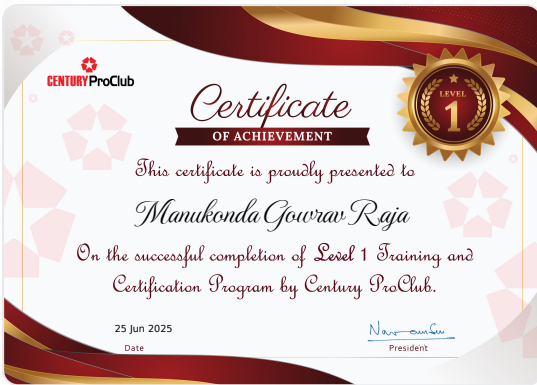 CENTURY ProClub
Certificate
OF ACHIEVEMENT
LEVEL
1
This certificate is proudly presented to
Manukonda Gowrav Raja
On the successful completion of Level 1 Training and
Certification Program by Century ProClub.
25 Jun 2025
Date
President